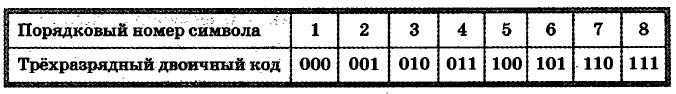 Порядковый номер символа 1 2 3 4 5 6 7 8
Трёхразрядный двоичный код 000 001 010 011 100 101 110 111